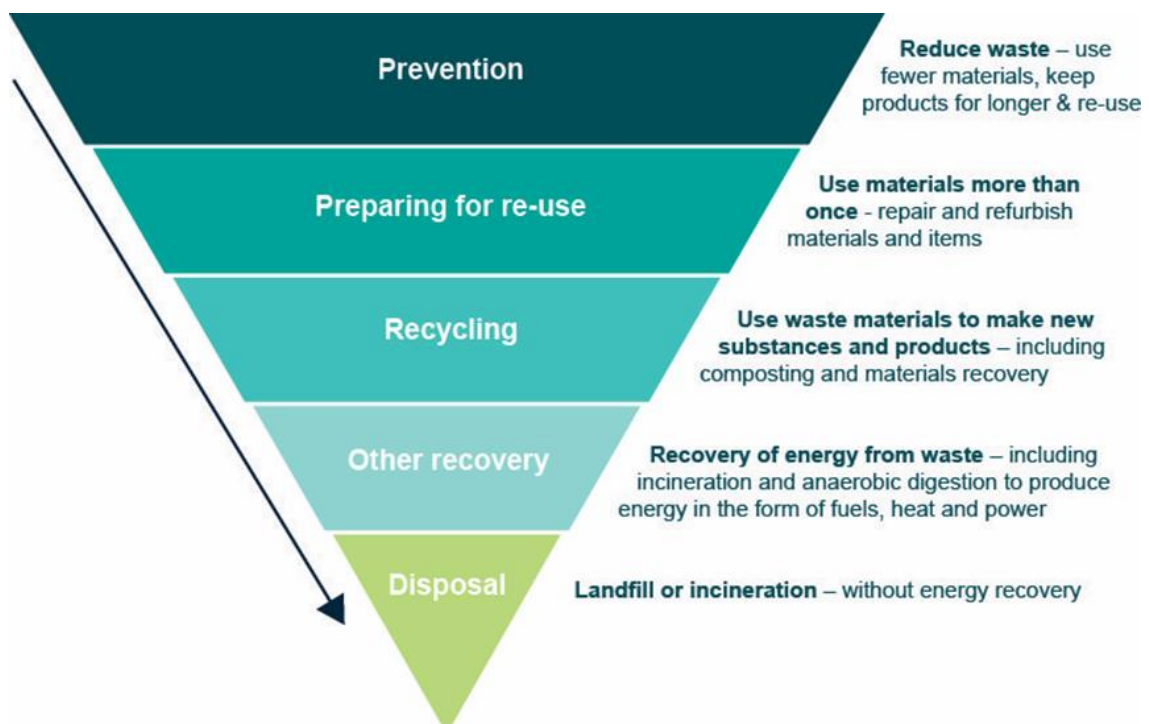 Prevention
Reduce waste – use
fewer materials, keep
products for longer & re-use
Preparing for re-use
Use materials more than
once - repair and refurbish
materials and items
Recycling
Use waste materials to make new
substances and products – including
composting and materials recovery
Other recovery
Recovery of energy from waste – including
incineration and anaerobic digestion to produce
energy in the form of fuels, heat and power
Disposal
Landfill or incineration – without energy recovery